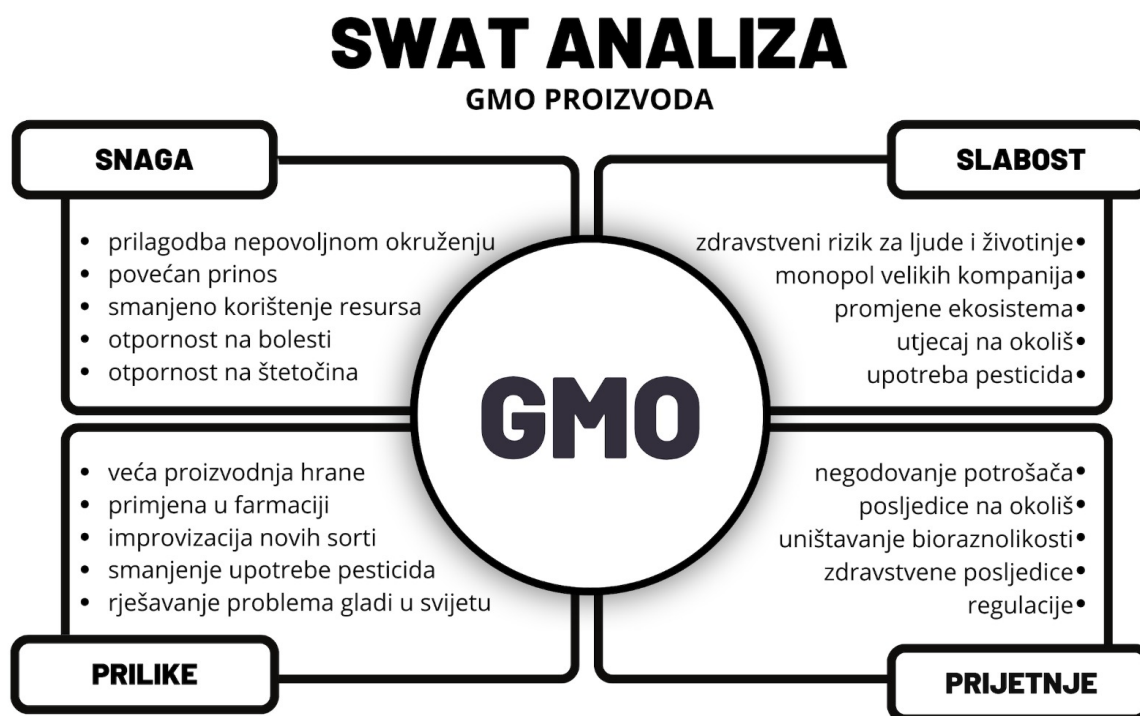 SWAT ANALIZA
GMO PROIZVODA
SNAGA
• prilagodba nepovoljnom okruženju
• povećan prinos
• smanjeno korištenje resursa
• otpornost na bolesti
• otpornost na štetočina
SLABOST
zdravstveni rizik za ljude i životinje•
monopol velikih kompanija•
promjene ekosistema•
utjecaj na okoliš•
upotreba pesticida•
GMO
• veća proizvodnja hrane
• primjena u farmaciji
• improvizacija novih sorti
• smanjenje upotrebe pesticida
• rješavanje problema gladi u svijetu
PRILIKE
negodovanje potrošača•
posljedice na okoliš•
uništavanje bioraznolikosti•
zdravstvene posljedice•
regulacije•
PRIJETNJE